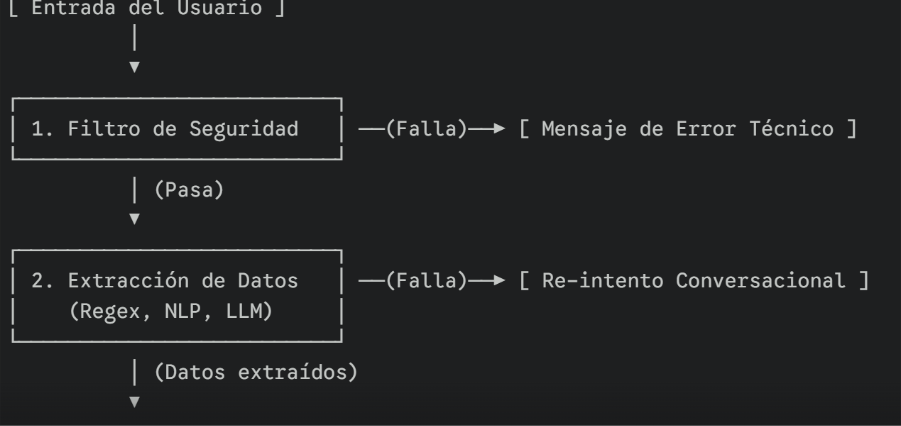 [ Entrada del Usuario ]
│
▼
1. Filtro de Seguridad ──(Falla)──► [ Mensaje de Error Técnico ]
│ (Pasa)
▼
2. Extracción de Datos ──(Falla)──► [ Re-intento Conversacional ]
(Regex, NLP, LLM)
│ (Datos extraídos)
▼